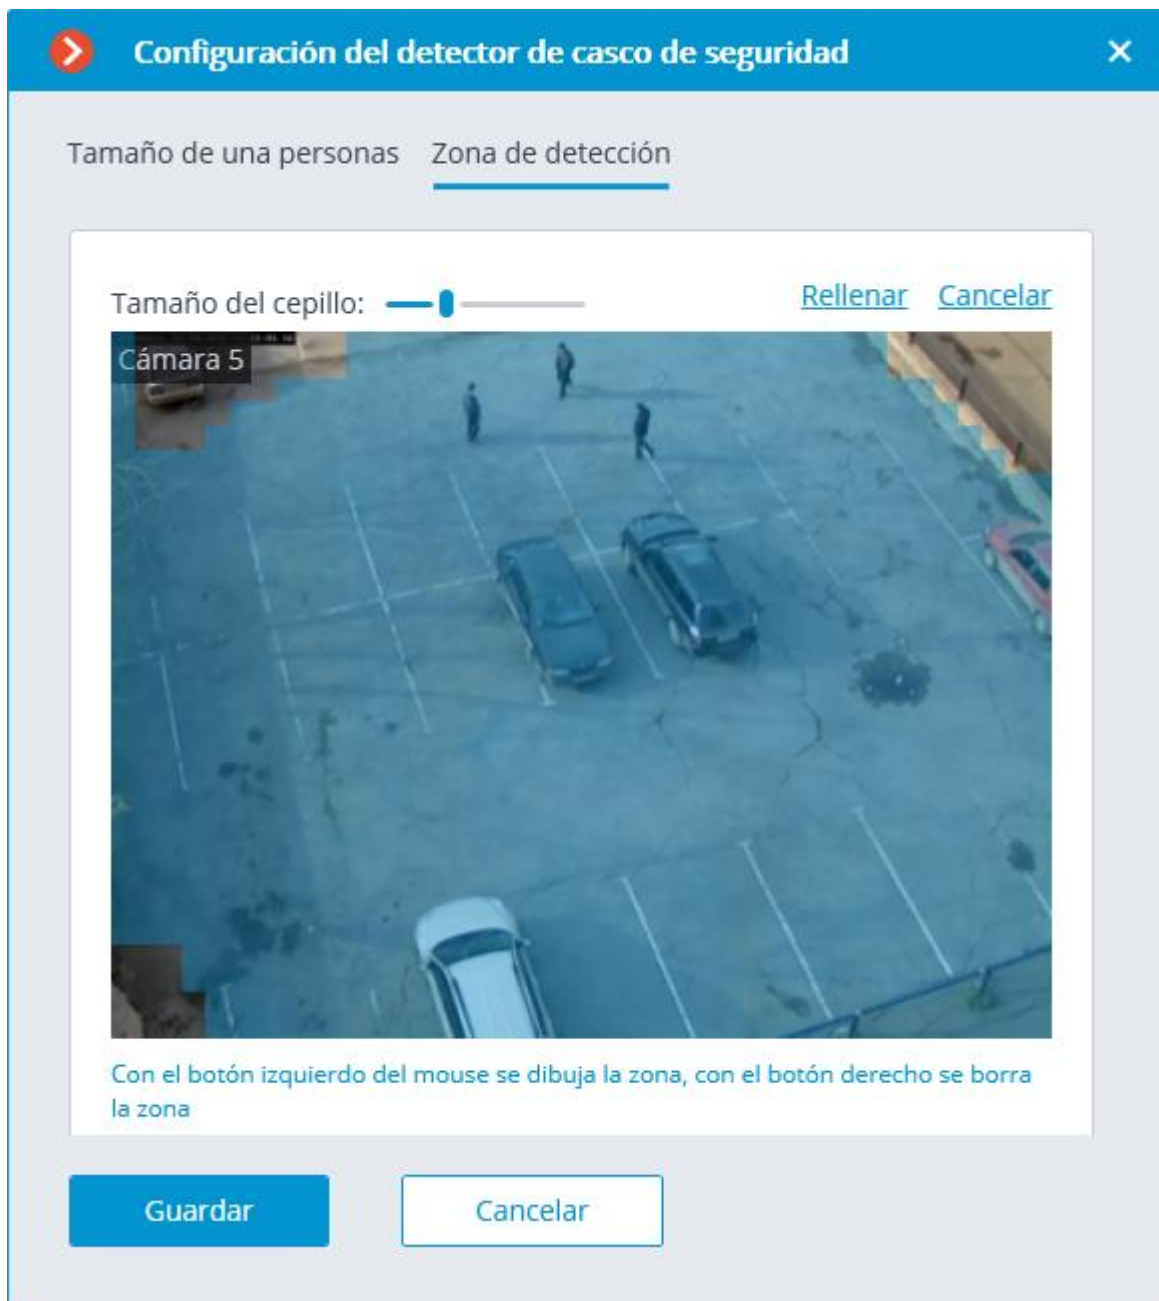 Configuración del detector de casco de seguridad
Tamaño de una personas Zona de detección
Tamaño del cepillo: Rellenar Cancelar
Cámara 5
Con el botón izquierdo del mouse se dibuja la zona, con el botón derecho se borra
la zona
Guardar Cancelar